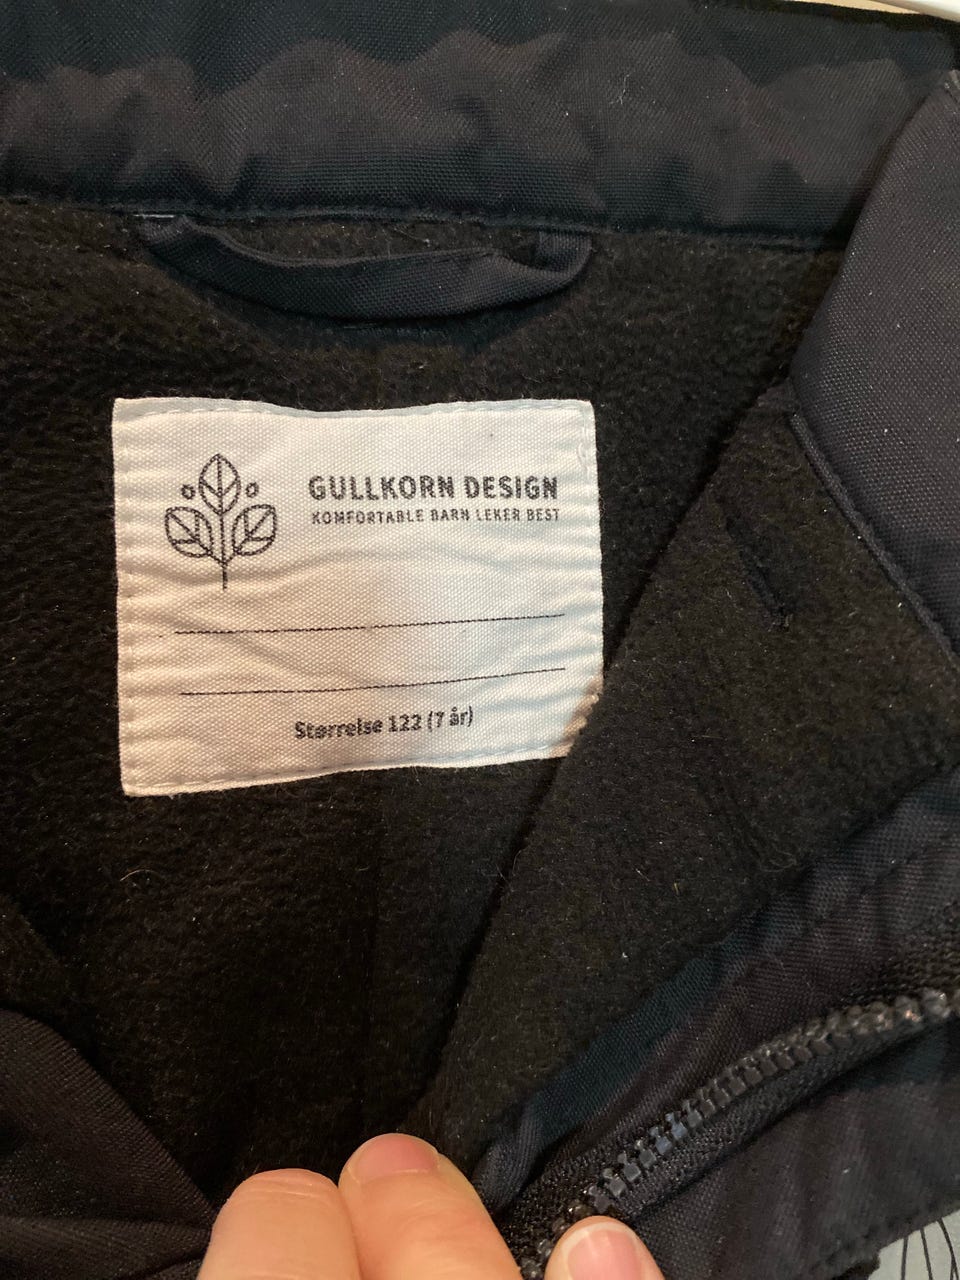 GULLKORN DESIGN
KOMFORTABLE BARN LEKER BEST
Størrelse 122 (7 år)